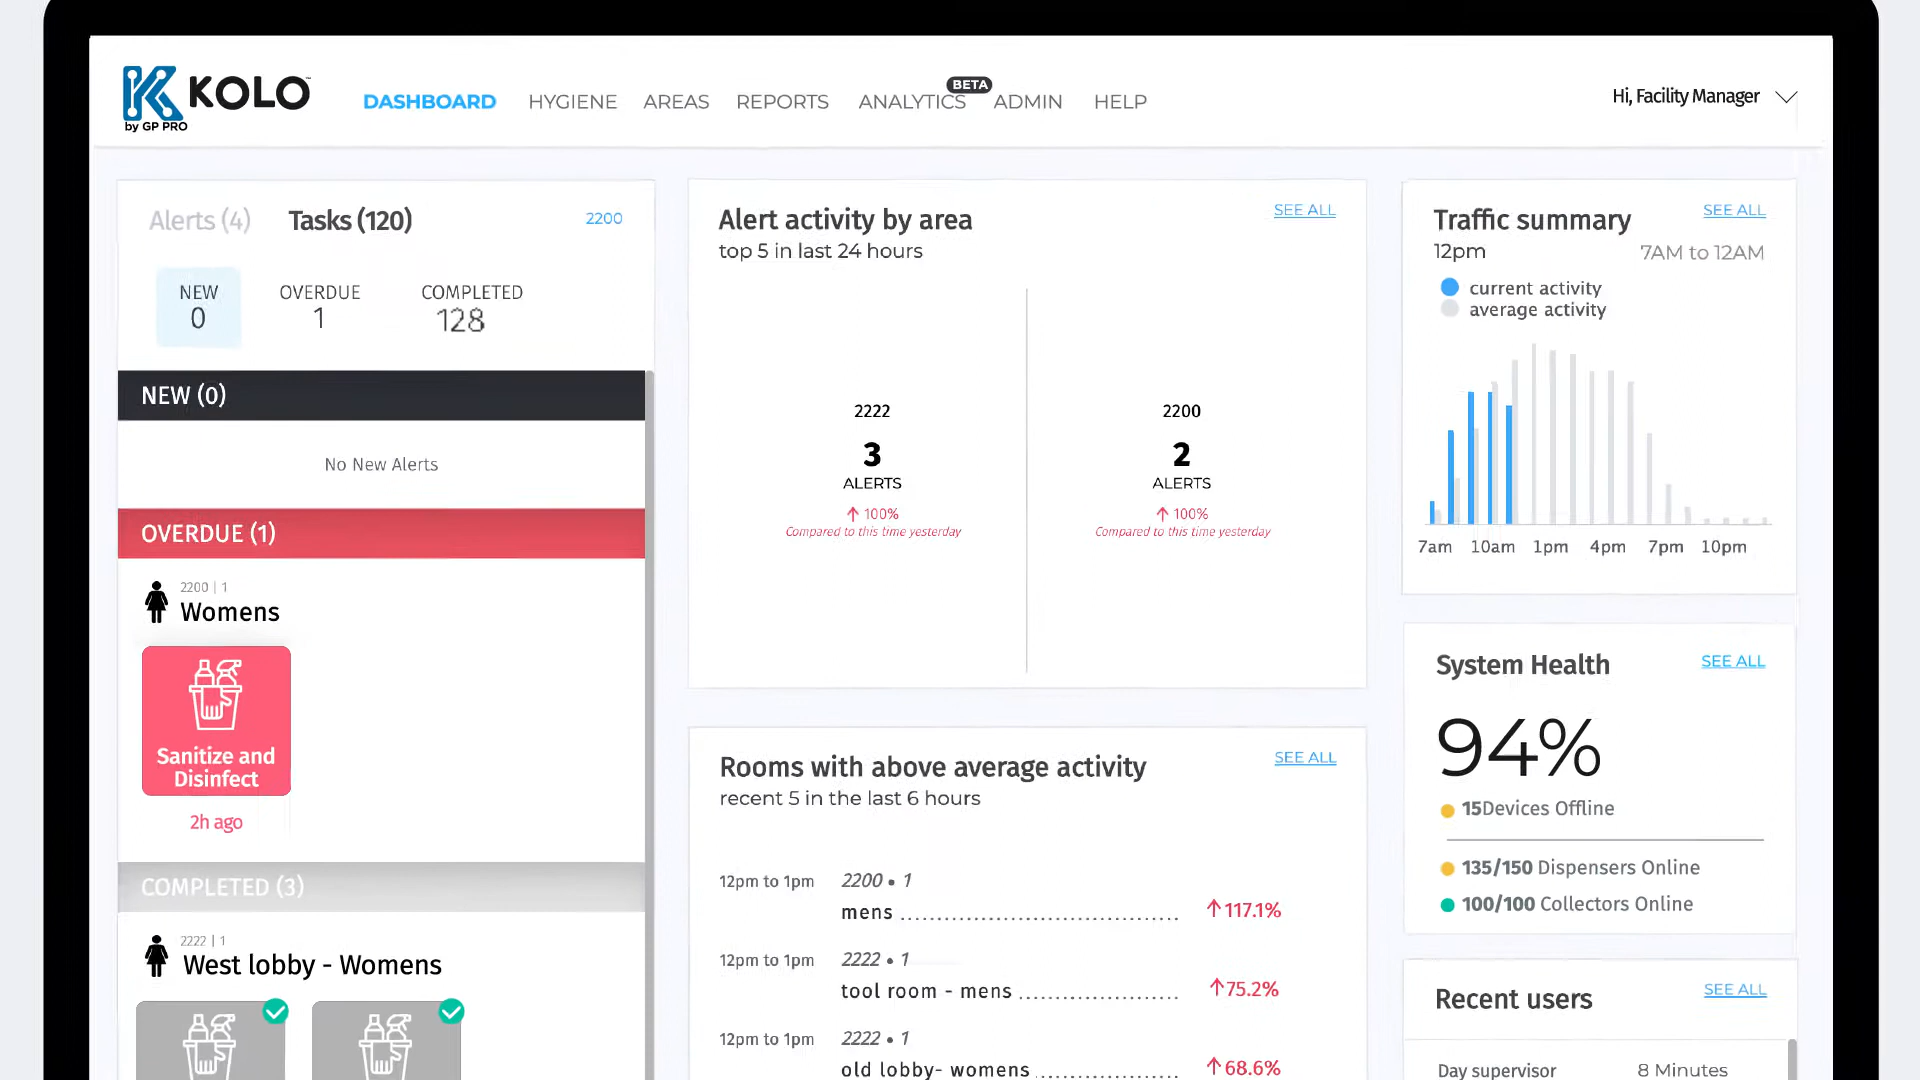 KOLO
by GP PRO
DASHBOARD
HYGIENE
AREAS
REPORTS
ANALYTICS
BETA
ADMIN
HELP
Hi, Facility Manager
Alerts (4)
Tasks (120)
2200
NEW
0
OVERDUE
1
COMPLETED
128
NEW (0)
No New Alerts
OVERDUE (1)
2200 | 1
Womens
Sanitize and
Disinfect
2h ago
COMPLETED (3)
2222 | 1
West lobby - Womens
Alert activity by area
SEE ALL
top 5 in last 24 hours
2222
3
ALERTS
↑ 100%
Compared to this time yesterday
2200
2
ALERTS
↑ 100%
Compared to this time yesterday
Rooms with above average activity
SEE ALL
recent 5 in the last 6 hours
12pm to 1pm
2200 • 1
mens
↑117.1%
12pm to 1pm
2222 • 1
tool room - mens
↑75.2%
12pm to 1pm
2222 • 1
old lobby- womens
↑68.6%
Traffic summary
SEE ALL
12pm
7AM to 12AM
current activity
average activity
7am 10am 1pm 4pm 7pm 10pm
System Health
SEE ALL
94%
15Devices Offline
135/150 Dispensers Online
100/100 Collectors Online
Recent users
SEE ALL
Day supervisor
8 Minutes